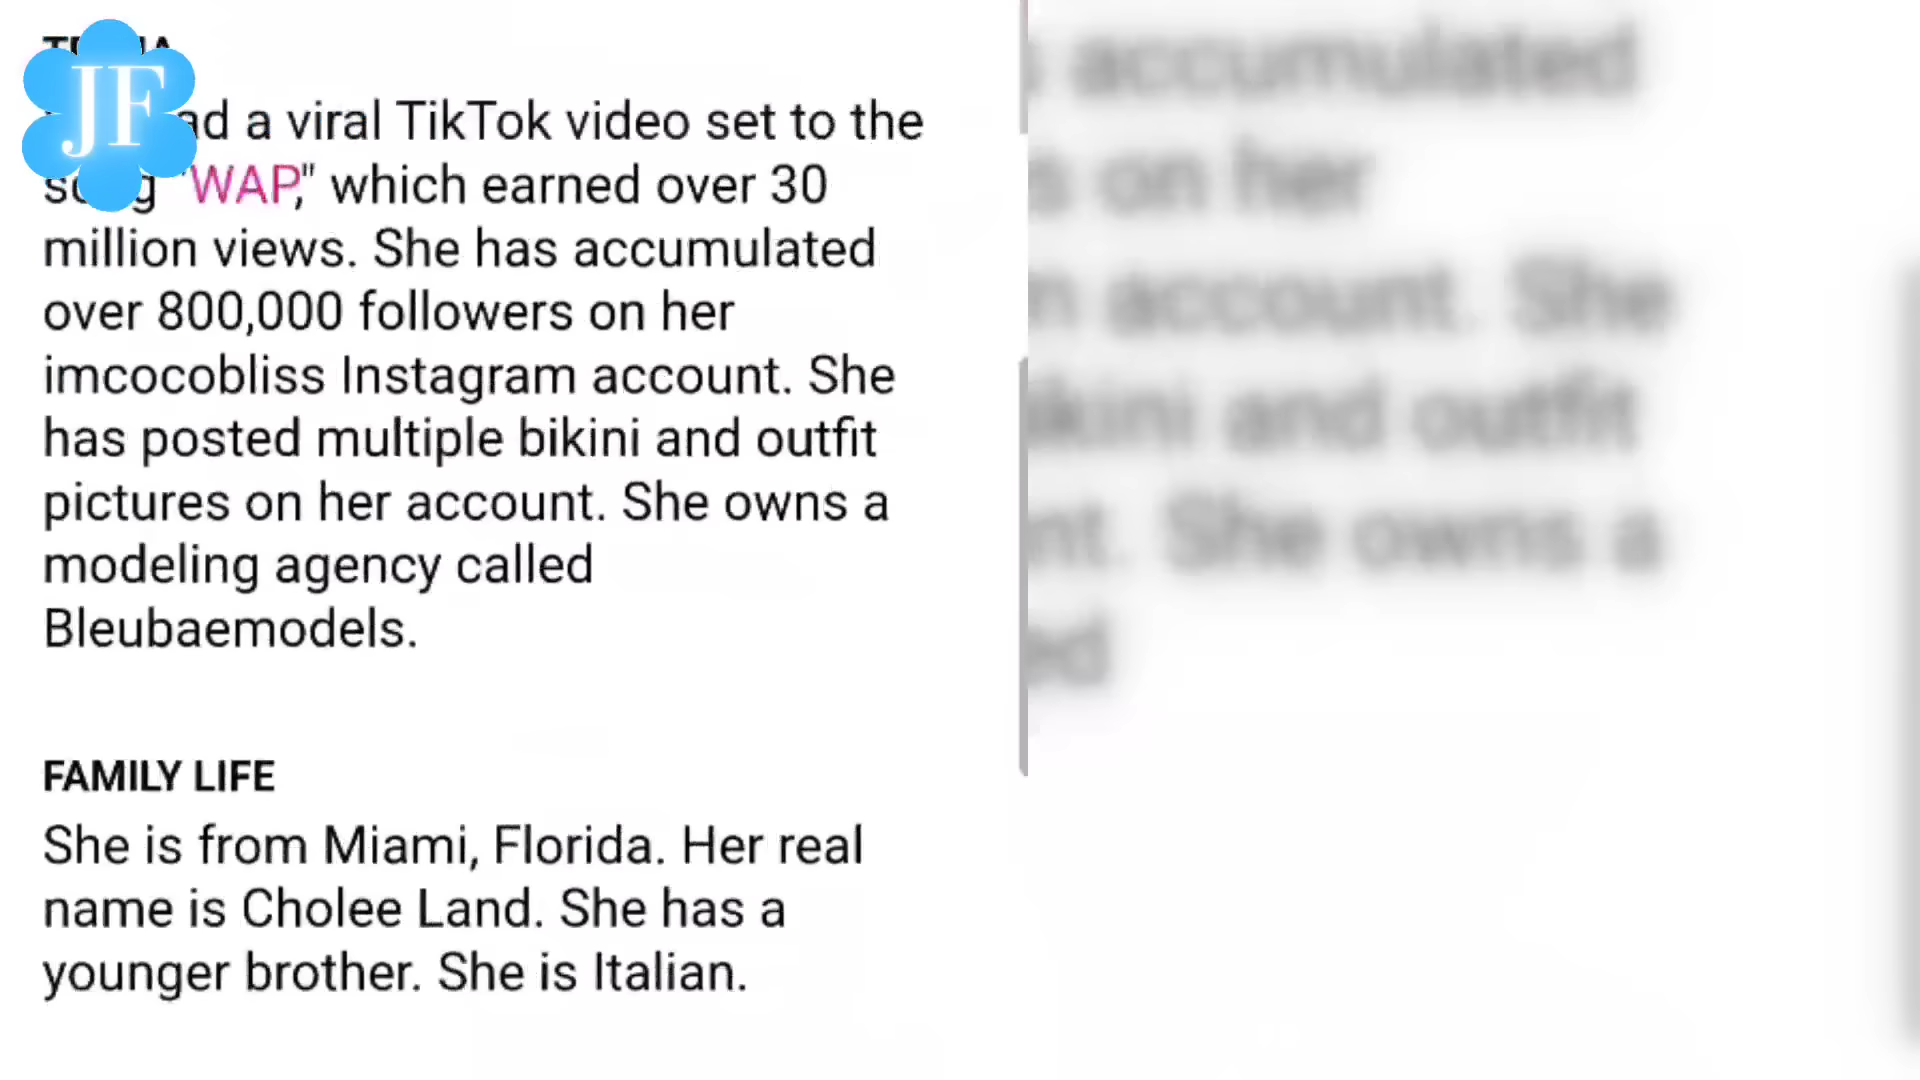 JF
ad a viral TikTok video set to the
"WAP," which earned over 30
million views. She has accumulated
over 800,000 followers on her
imcocobliss Instagram account. She
has posted multiple bikini and outfit
pictures on her account. She owns a
modeling agency called
Bleubaemodels.
FAMILY LIFE
She is from Miami, Florida. Her real
name is Cholee Land. She has a
younger brother. She is Italian.
accumulated
s on her
n account. She
ikini and outfit
nt. She owns a
ed